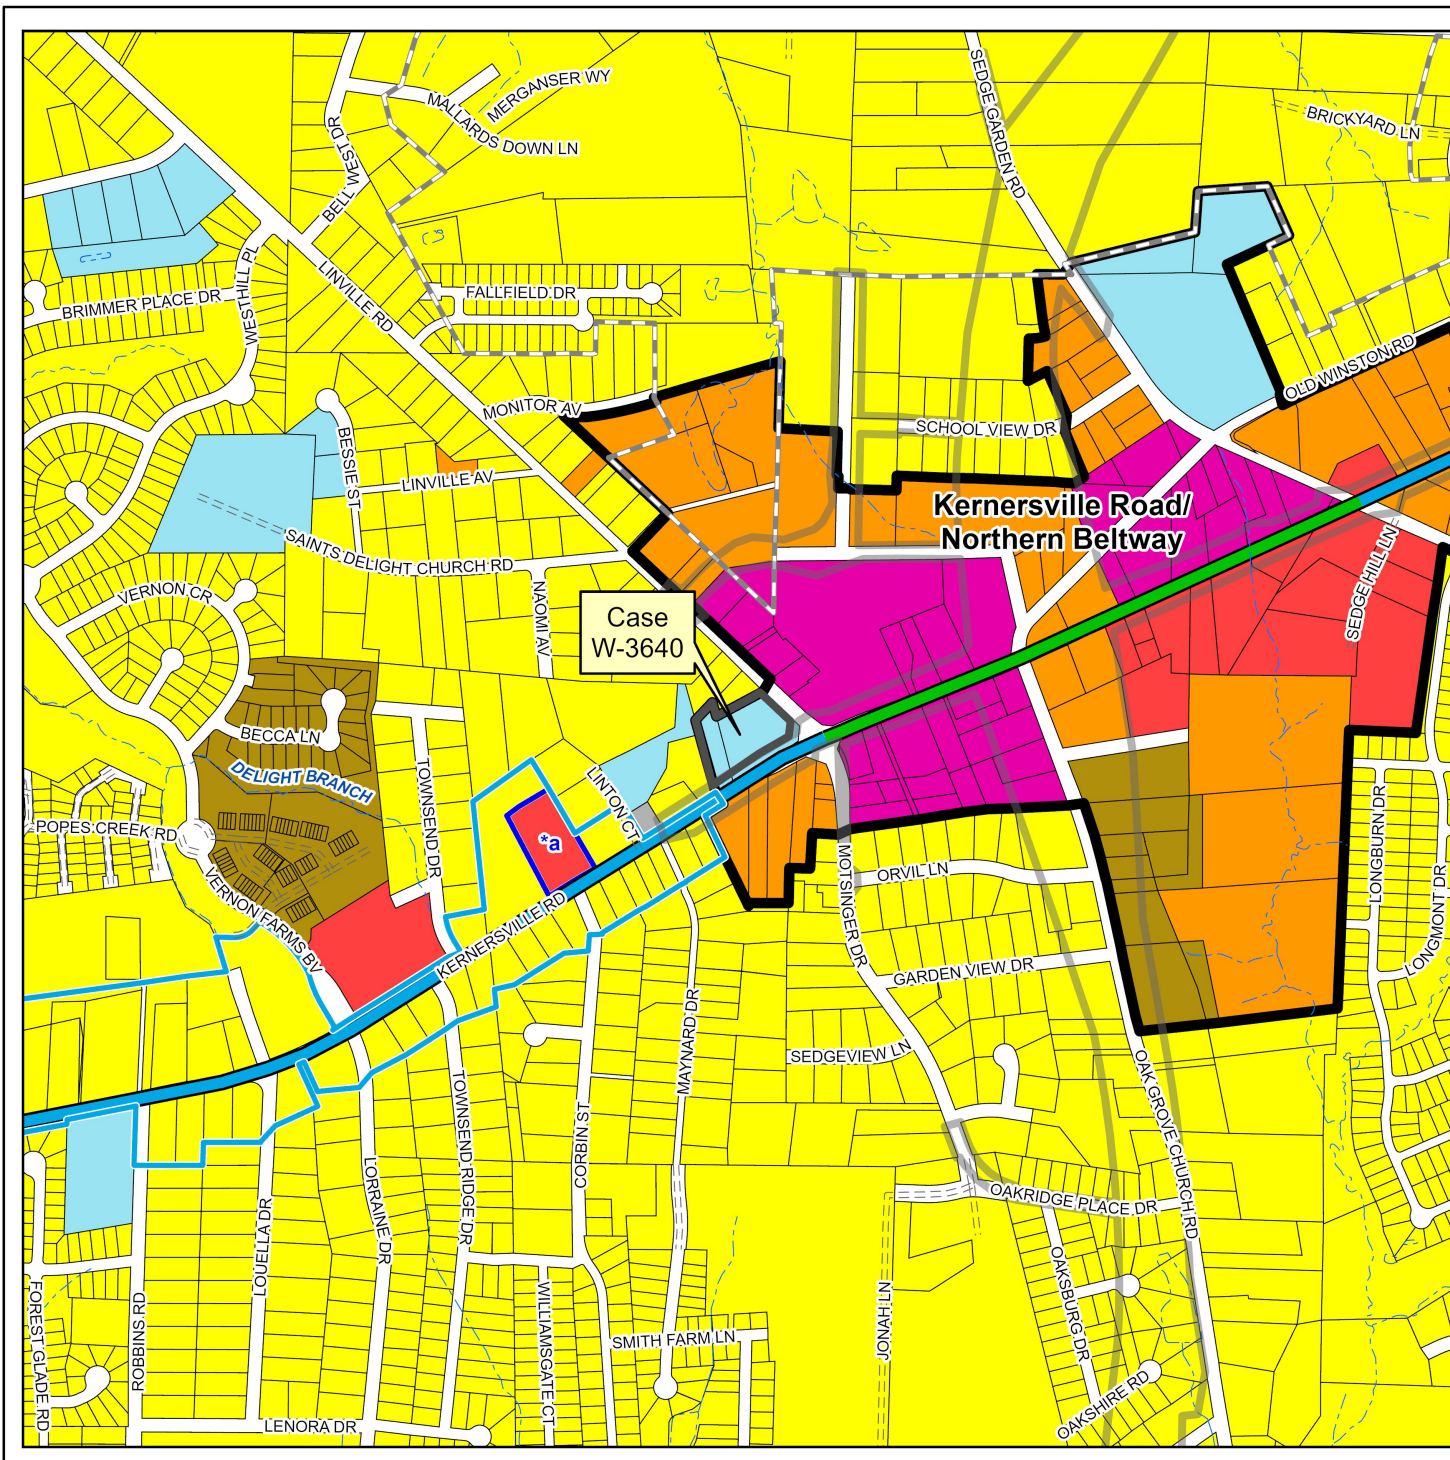 MERGANSER WY
MALLARDS DOWN LN
BELL WEST DR
SEDGE GARDEN RD
BRICKYARD LN
WESTHILL PL
LINVILLE RD
BRIMMER PLACE DR
FALLFIELD DR
OLD WINSTON RD
MONITOR AV
SCHOOL VIEW DR
BESSIE ST
LINVILLE AV
Kernersville Road/
Northern Beltway
SAINTS DELIGHT CHURCH RD
SEDGE HILL LN
VERNON CR
NAOMI AV
Case
W-3640
BECCA LN
DELIGHT BRANCH
TOWNSEND DR
LINTON CT
POPES CREEK RD
*a
LONGBURN DR
VERNON FARMS BV
ORVIL LN
MOTSINGER DR
LONGMONT DR
KERNERSVILLE RD
GARDEN VIEW DR
MAYNARD DR
SEDGEVIEW LN
TOWNSEND RIDGE DR
OAK GROVE CHURCH RD
CORBIN ST
LORRAINE DR
LOUELLA DR
OAKRIDGE PLACE DR
FOREST GLADE RD
ROBBINS RD
WILLIAMSGATE CT
SMITH FARM LN
JONAH LN
OAKSBURG DR
OAKSHIRE RD
LENORA DR